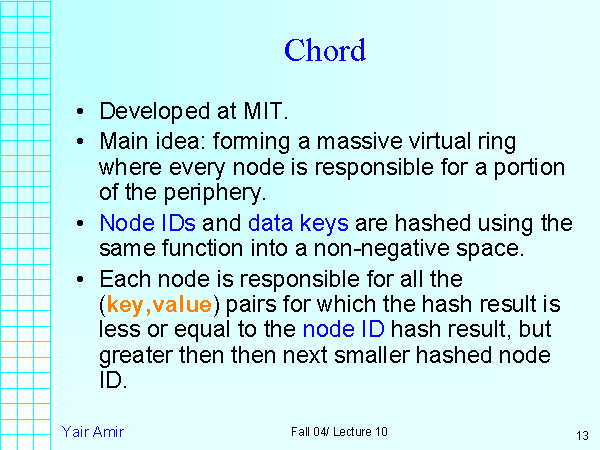 Chord
• Developed at MIT.
• Main idea: forming a massive virtual ring
where every node is responsible for a portion
of the periphery.
• Node IDs and data keys are hashed using the
same function into a non-negative space.
• Each node is responsible for all the
(key,value) pairs for which the hash result is
less or equal to the node ID hash result, but
greater then then next smaller hashed node
ID.
Yair Amir
Fall 04/ Lecture 10
13